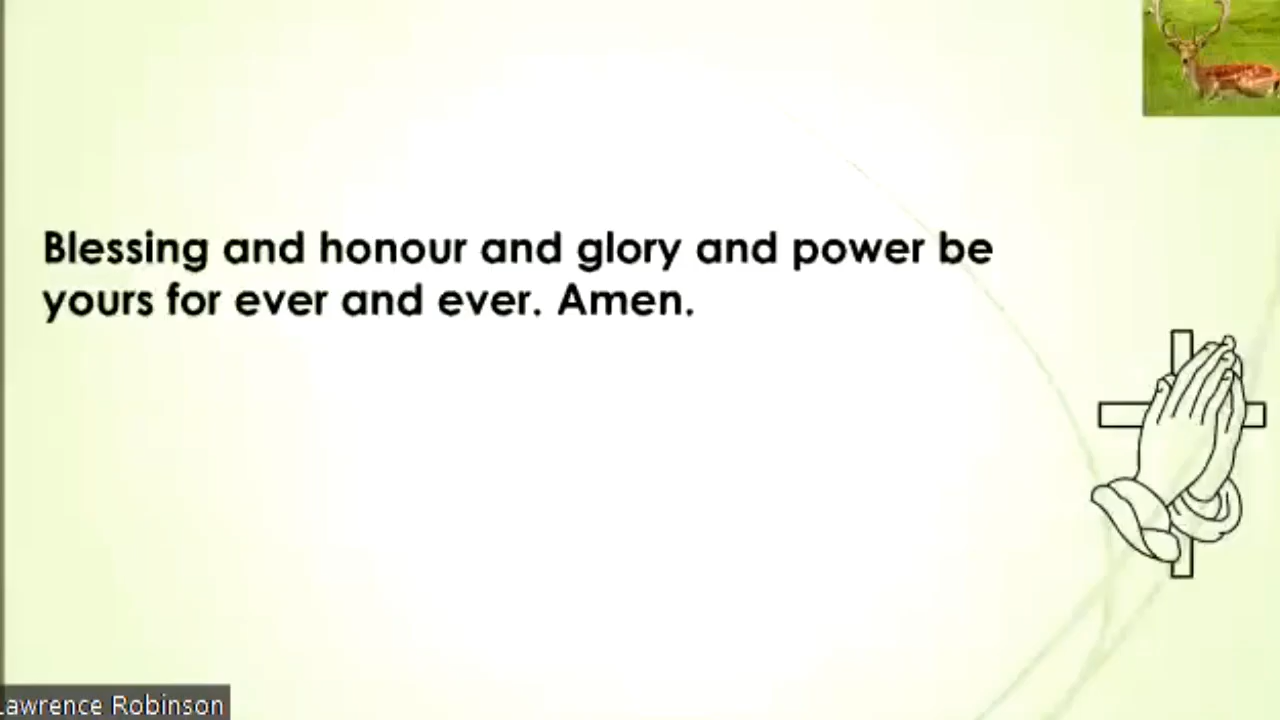 Blessing and honour and glory and power be
yours for ever and ever. Amen.
Lawrence Robinson